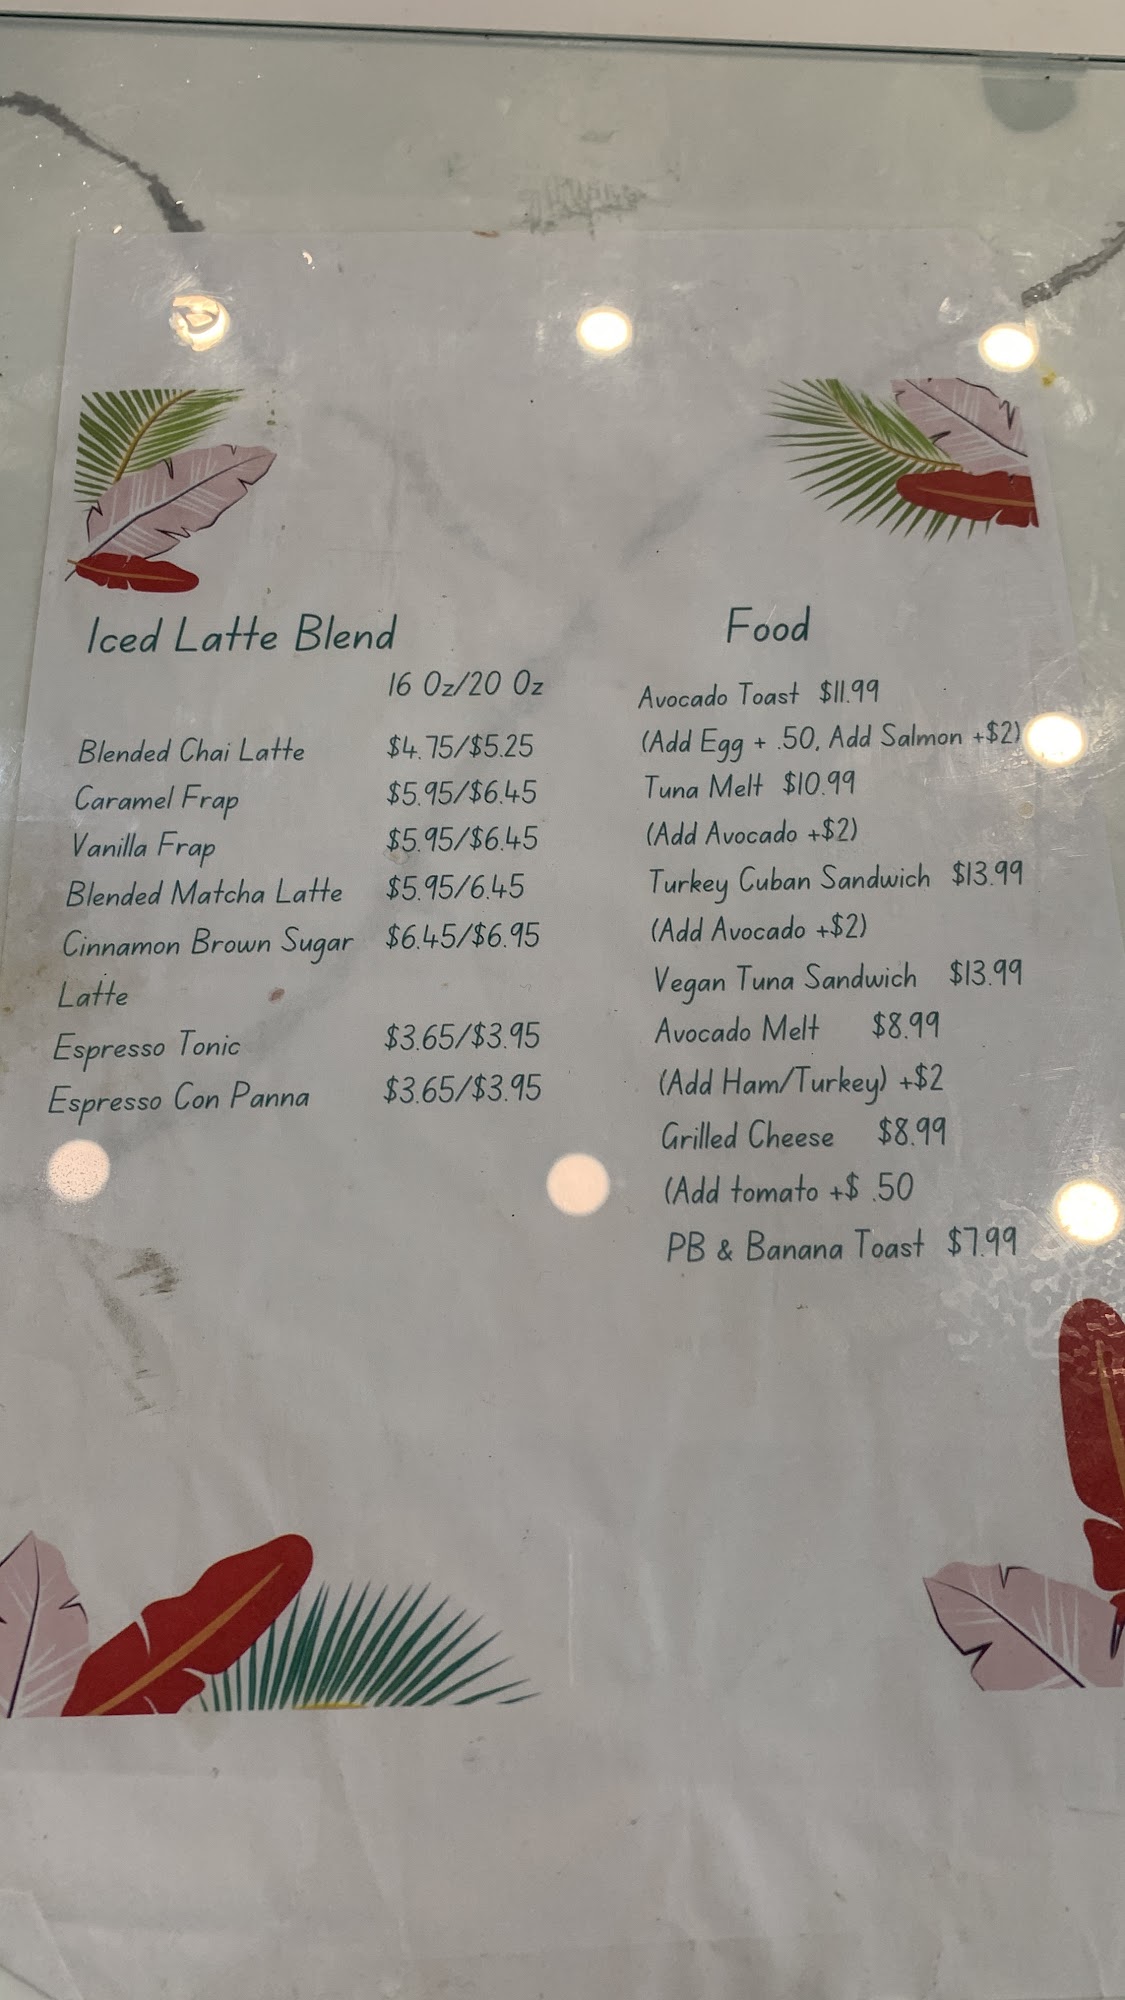 Iced Latte Blend
16 Oz/20 Oz
Blended Chai Latte $4.75/$5.25
Caramel Frap $5.95/$6.45
Vanilla Frap $5.95/$6.45
Blended Matcha Latte $5.95/6.45
Cinnamon Brown Sugar $6.45/$6.95
Latte
Espresso Tonic $3.65/$3.95
Espresso Con Panna $3.65/$3.95
Food
Avocado Toast $11.99
(Add Egg + .50, Add Salmon +$2)
Tuna Melt $10.99
(Add Avocado +$2)
Turkey Cuban Sandwich $13.99
(Add Avocado +$2)
Vegan Tuna Sandwich $13.99
Avocado Melt $8.99
(Add Ham/Turkey) +$2
Grilled Cheese $8.99
(Add tomato +$ .50
PB & Banana Toast $7.99